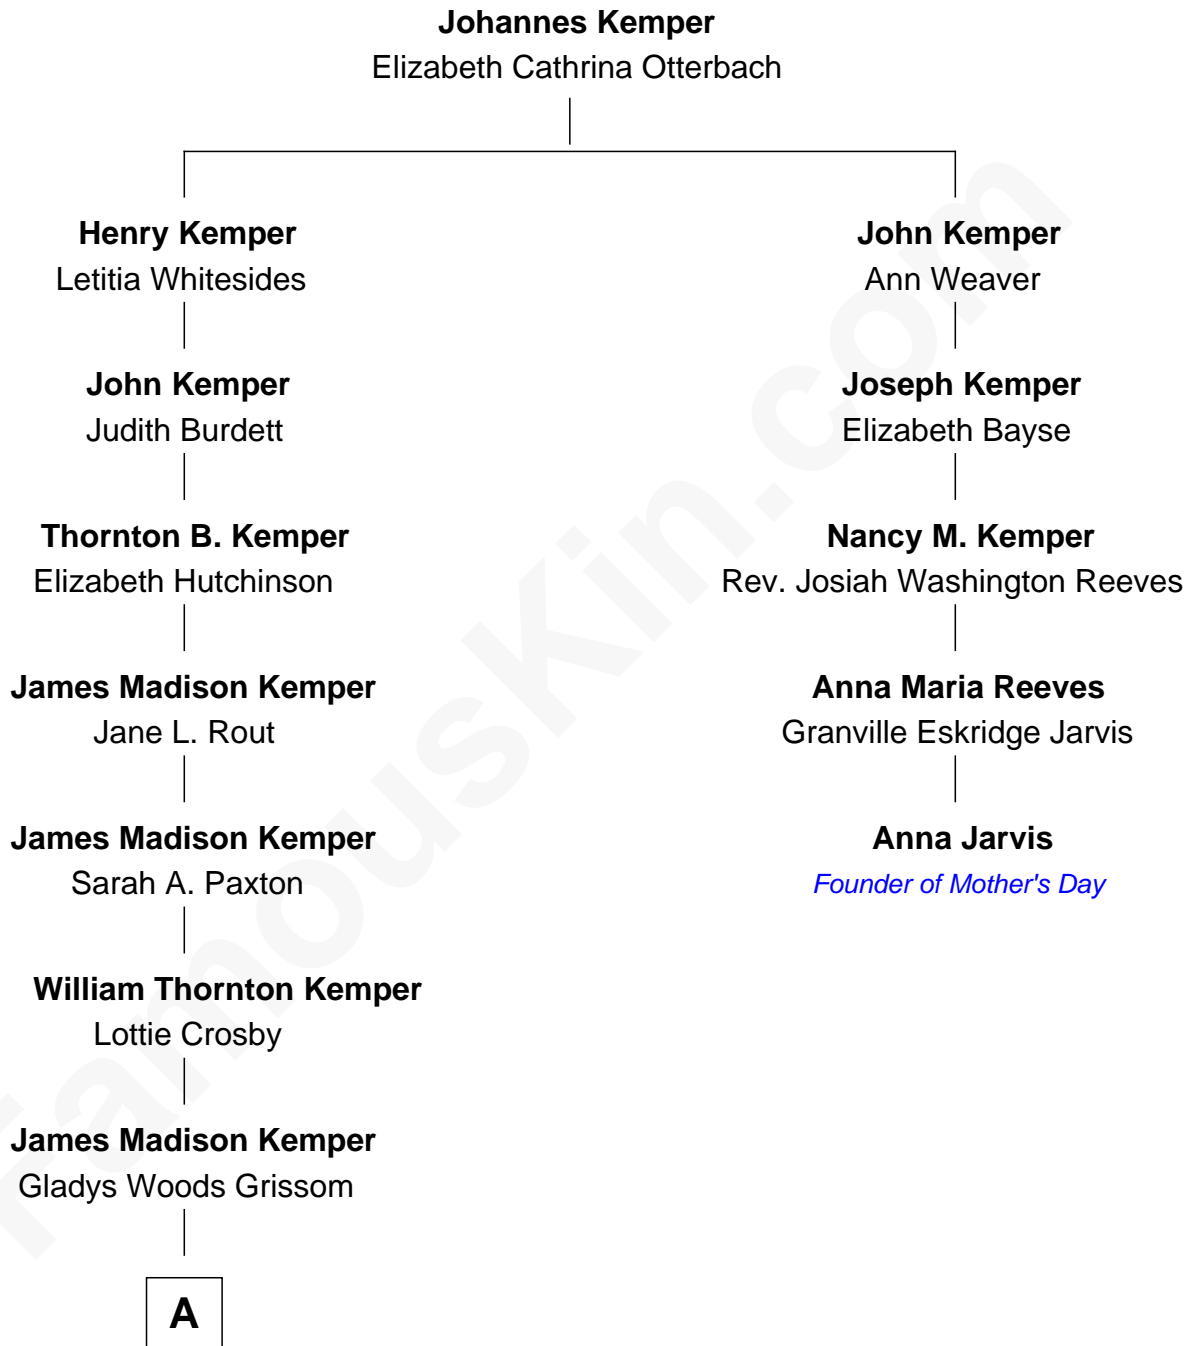 Johannes Kemper
Elizabeth Cathrina Otterbach
Henry Kemper
Letitia Whitesides
John Kemper
Judith Burdett
Thornton B. Kemper
Elizabeth Hutchinson
James Madison Kemper
Jane L. Rout
James Madison Kemper
Sarah A. Paxton
William Thornton Kemper
Lottie Crosby
James Madison Kemper
Gladys Woods Grissom
A
John Kemper
Ann Weaver
Joseph Kemper
Elizabeth Bayse
Nancy M. Kemper
Rev. Josiah Washington Reeves
Anna Maria Reeves
Granville Eskridge Jarvis
Anna Jarvis
Founder of Mother's Day
FamousKin.com